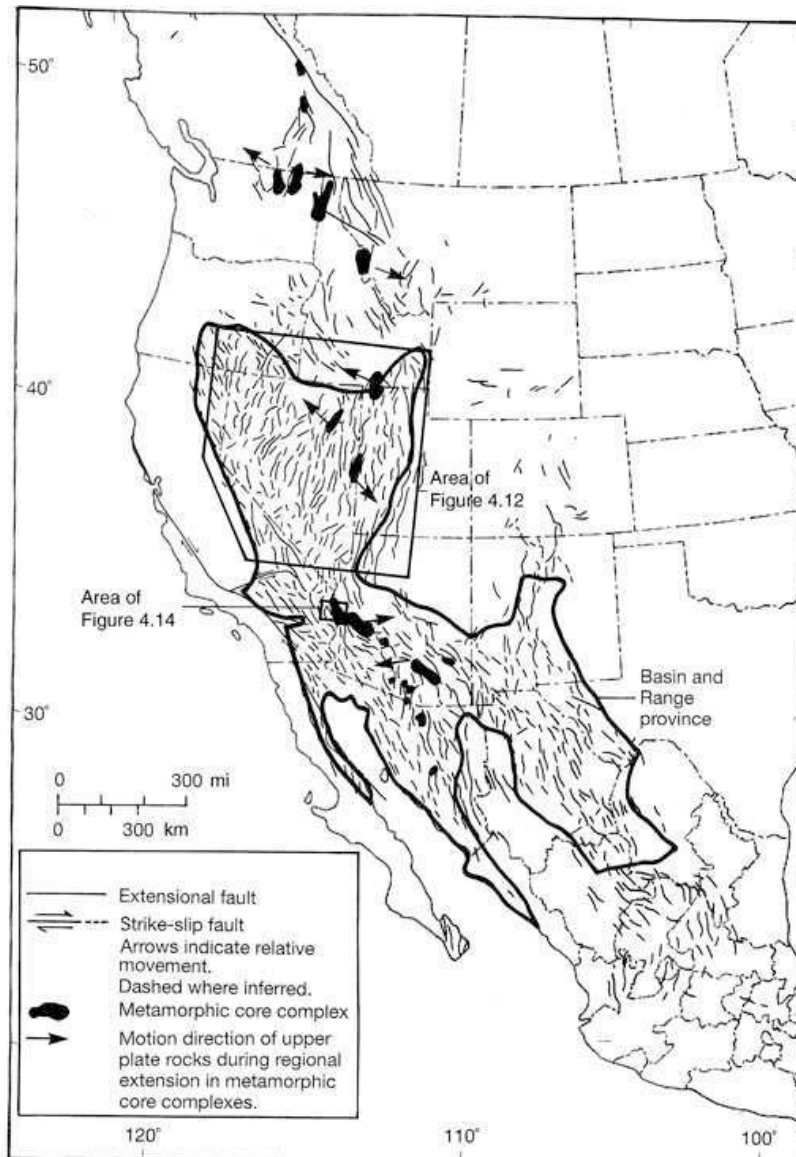 50°
40°
Area of
Figure 4.12
Area of
Figure 4.14
Basin and
Range
province
30°
0 300 mi
0 300 km
Extensional fault
Strike-slip fault
Arrows indicate relative
movement.
Dashed where inferred.
Metamorphic core complex
Motion direction of upper
plate rocks during regional
extension in metamorphic
core complexes.
120° 110° 100°